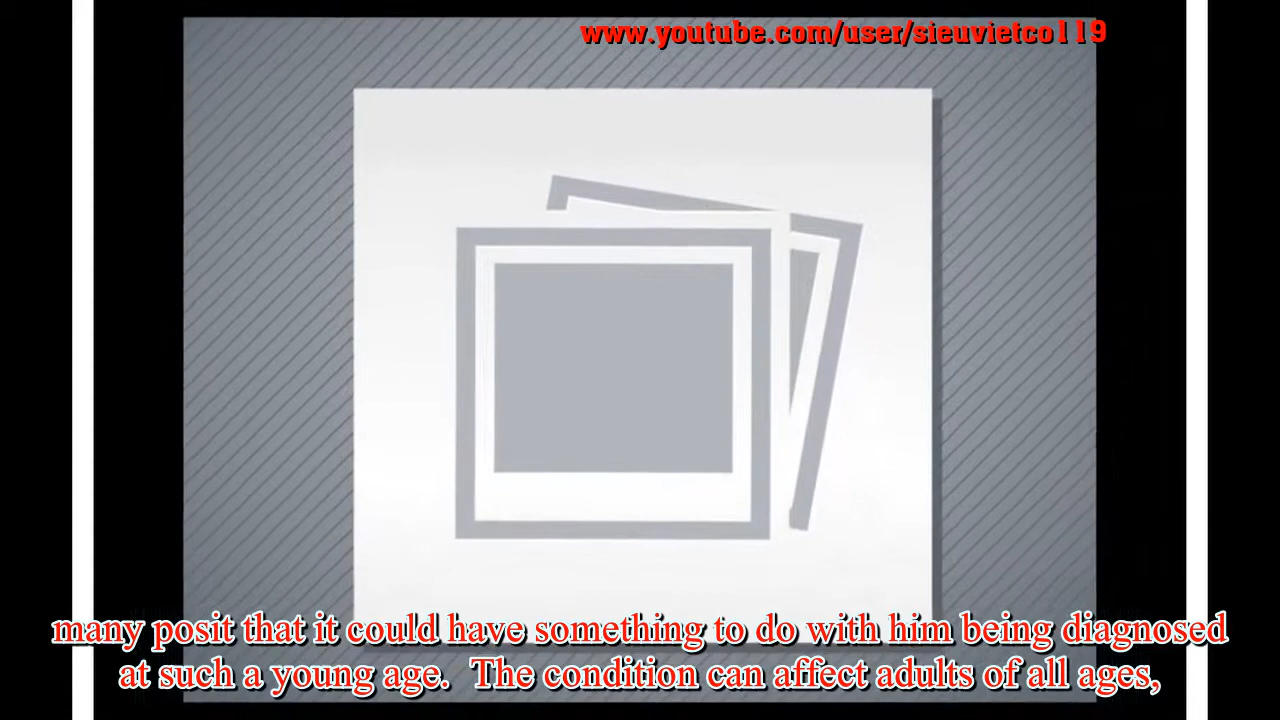 www.youtube.com/user/sieuvietco119
many posit that it could have something to do with him being diagnosed
at such a young age.  The condition can affect adults of all ages,